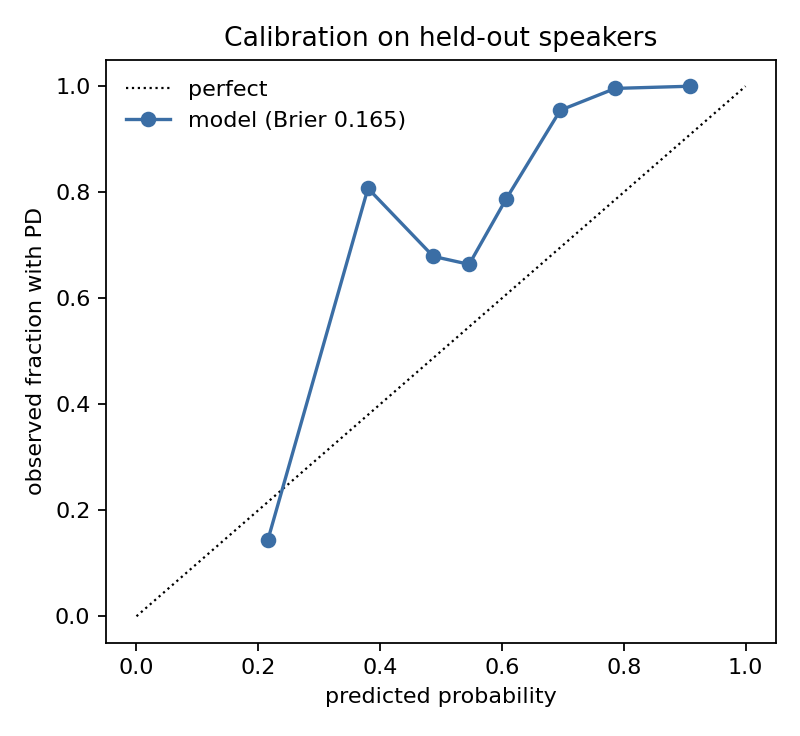 Calibration on held-out speakers
perfect
model (Brier 0.165)
observed fraction with PD
1.0
0.8
0.6
0.4
0.2
0.0
0.0 0.2 0.4 0.6 0.8 1.0
predicted probability